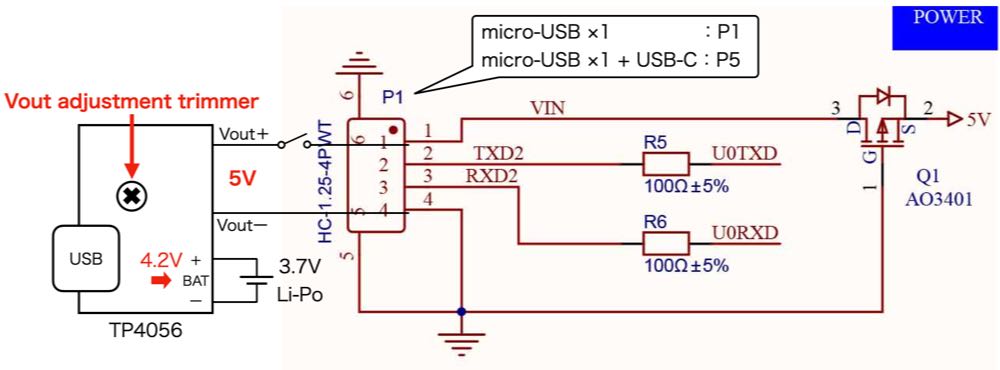 POWER
micro-USB ×1 : P1
micro-USB ×1 + USB-C : P5
Vout adjustment trimmer
6
P1
VIN
3
2
5V
D
S
G
1
Q1
AO3401
Vout+
5V
Vout−
HC-1.25-4PWT
6
1
2
3
4
5
1
2
3
4
5
TXD2
RXD2
R5
100Ω±5%
U0TXD
R6
100Ω±5%
U0RXD
USB
4.2V
+
BAT
−
3.7V
Li-Po
TP4056